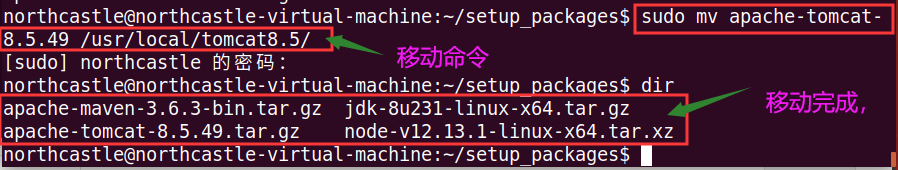 northcastle@northcastle-virtual-machine:~/setup_packages$ sudo mv apache-tomcat-
8.5.49 /usr/local/tomcat8.5/
移动命令
[sudo] northcastle 的密码：
northcastle@northcastle-virtual-machine:~/setup_packages$ dir
apache-maven-3.6.3-bin.tar.gz  jdk-8u231-linux-x64.tar.gz
移动完成，
apache-tomcat-8.5.49.tar.gz    node-v12.13.1-linux-x64.tar.xz
northcastle@northcastle-virtual-machine:~/setup_packages$